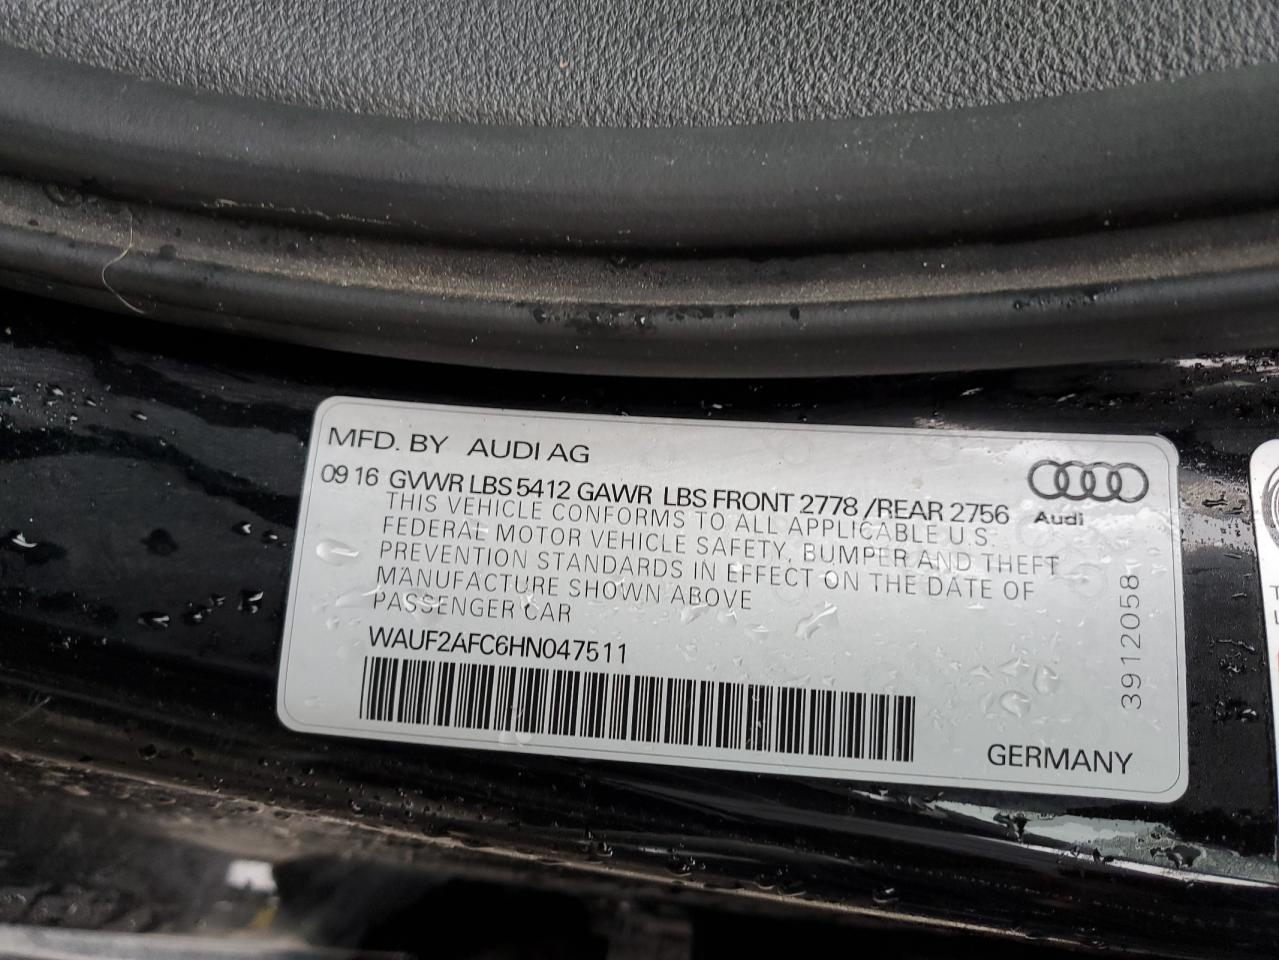 MFD. BY AUDI AG
09 16 GVWR LBS 5412 GAWR LBS FRONT 2778 /REAR 2756
THIS VEHICLE CONFORMS TO ALL APPLICABLE U.S.
FEDERAL MOTOR VEHICLE SAFETY, BUMPER AND THEFT
PREVENTION STANDARDS IN EFFECT ON THE DATE OF
MANUFACTURE SHOWN ABOVE
PASSENGER CAR
WAUF2AFC6HN047511
Audi
3912058
GERMANY